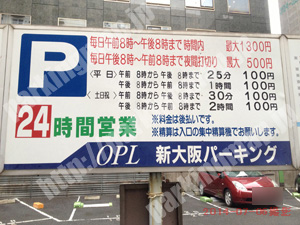 P
毎日午前8時〜午後8時まで 時間内 最大1300円
毎日午後8時〜午前8時まで 夜間打切り 最大 500円
〈平 日〉 午前 8時から 午後 8時まで 25分 100円
午後 8時から 午前 8時まで 1時間 100円
〈土日祝〉 午前 8時から 午後 8時まで 30分 100円
午後 8時から 午前 8時まで 2時間 100円
24時間営業
※料金は後払いです。
※精算は入口の集中精算機でお願いします。
OPL 新大阪パーキング